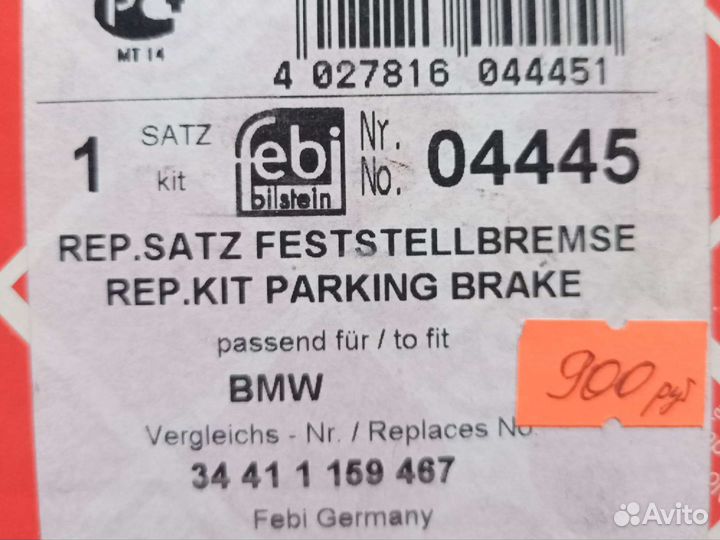 РС
МТ 14
4 027816 044451
1 SATZ kit febi bilstein Nr. No. 04445
REP.SATZ FESTSTELLBREMSE
REP.KIT PARKING BRAKE
passend für / to fit
BMW
900 руб
Vergleichs - Nr. / Replaces No.
34 41 1 159 467
Febi Germany
Avito